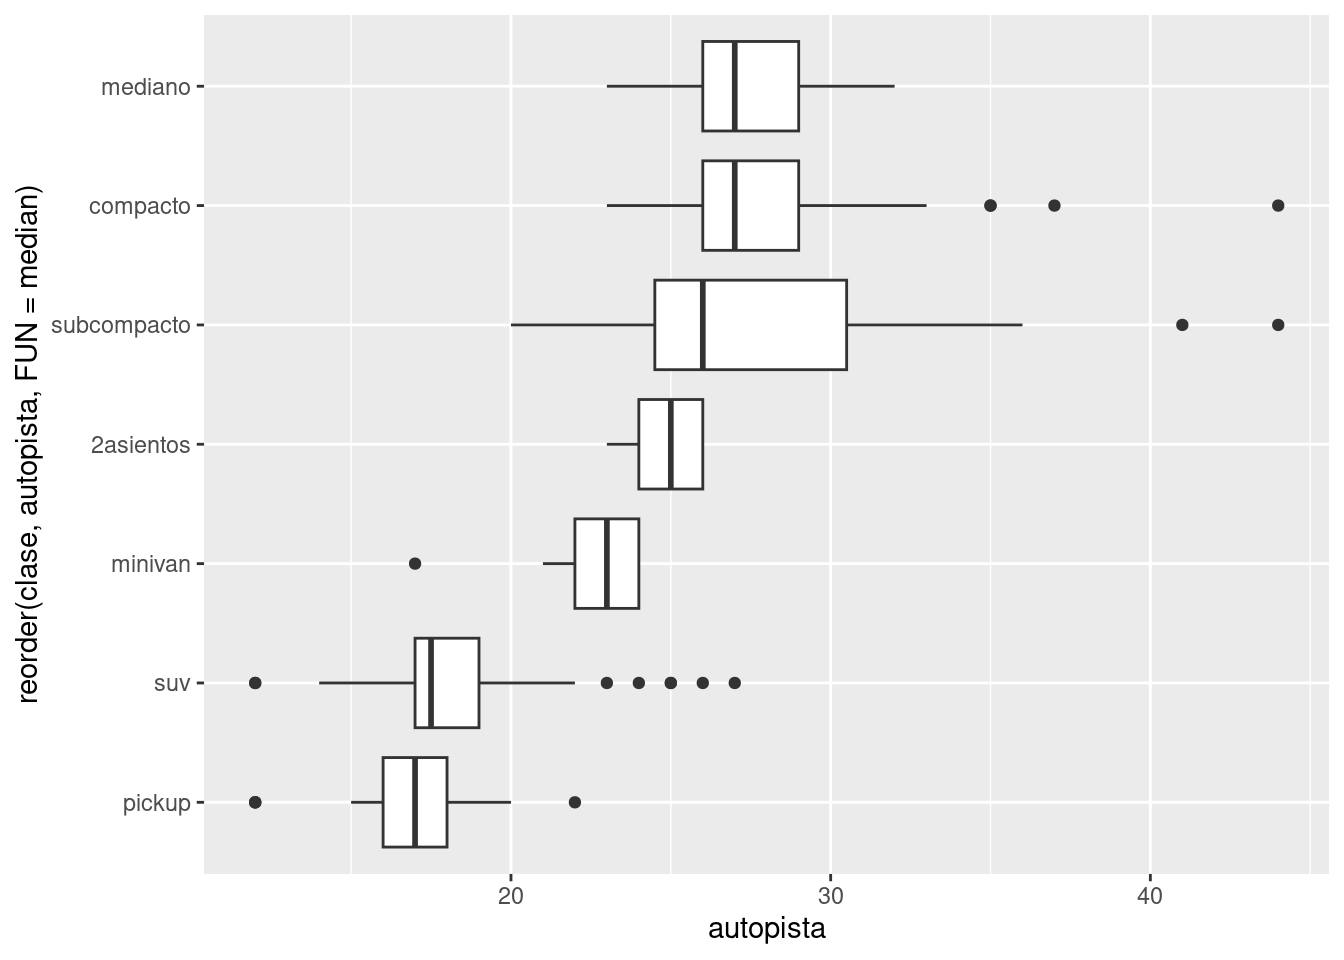 reorder(clase, autopista, FUN = median)
mediano
compacto
subcompacto
2asientos
minivan
suv
pickup
20 30 40
autopista